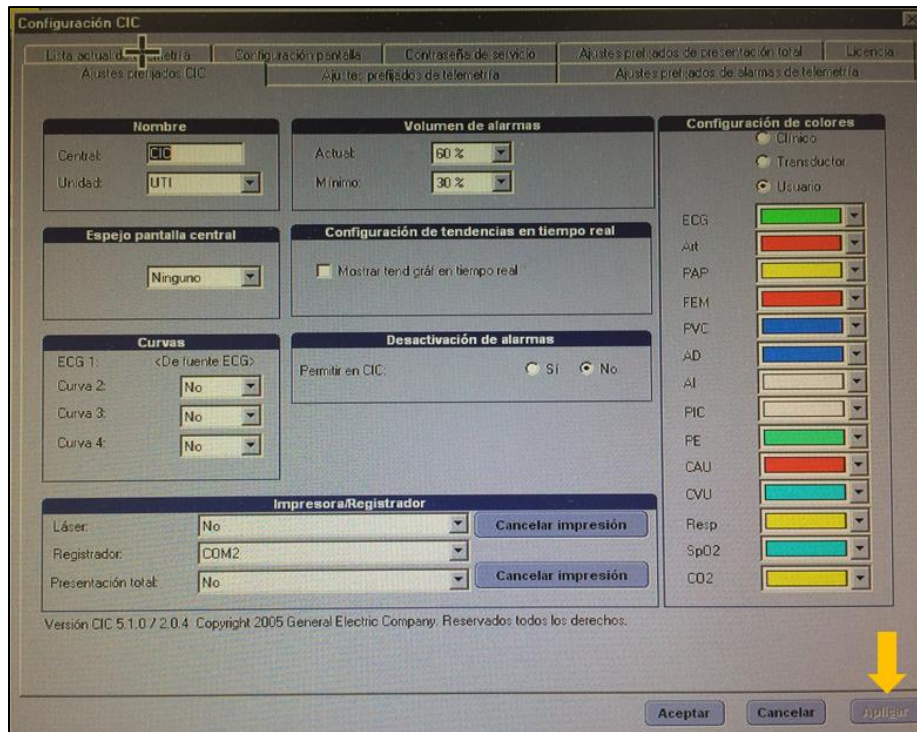 Configuración CIC
Lista actual de telemetría
Configuración pantalla
Contraseña de servicio
Ajustes prefijados de presentación total
Licencia
Ajustes prefijados CIC
Ajustes prefijados de telemetría
Ajustes prefijados de alarmas de telemetría
Nombre
Central: CIC
Unidad: UTI
Volumen de alarmas
Actual: 60 %
Mínimo: 30 %
Configuración de colores
Clínico
Transductor
Usuario
ECG
Art
PAP
FEM
PVC
AD
AI
PIC
PE
CAU
CVU
Resp
SpO2
CO2
Espejo pantalla central
Ninguno
Configuración de tendencias en tiempo real
Mostrar tend gráf en tiempo real
Curvas
ECG 1: <De fuente ECG>
Curva 2: No
Curva 3: No
Curva 4: No
Desactivación de alarmas
Permitir en CIC: Sí No
Impresora/Registrador
Láser: No Cancelar impresión
Registrador: COM2
Presentación total: No Cancelar impresión
Versión CIC 5.1.0 / 2.0.4 Copyright 2005 General Electric Company. Reservados todos los derechos.
Aceptar Cancelar Aplicar